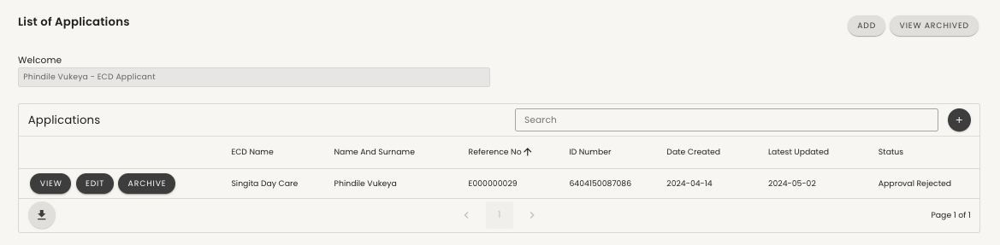 List of Applications
ADD
VIEW ARCHIVED
Welcome
Phindile Vukeya - ECD Applicant
Applications
Search
+
ECD Name Name And Surname Reference No ID Number Date Created Latest Updated Status
VIEW EDIT ARCHIVE Singita Day Care Phindile Vukeya E000000029 6404150087086 2024-04-14 2024-05-02 Approval Rejected
1
Page 1 of 1